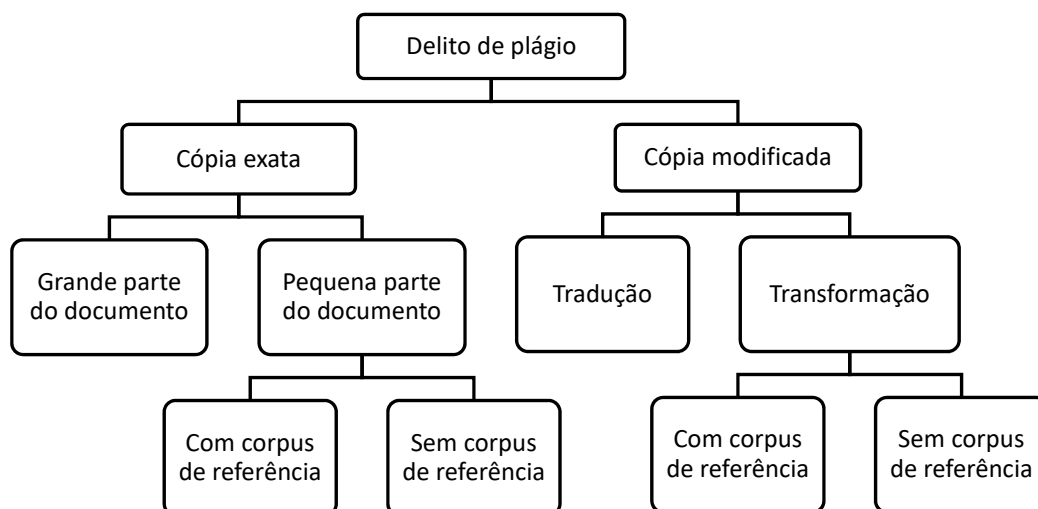 Delito de plágio
Cópia exata
Cópia modificada
Grande parte
do documento
Pequena parte
do documento
Tradução
Transformação
Com corpus
de referência
Sem corpus
de referência
Com corpus
de referência
Sem corpus
de referência